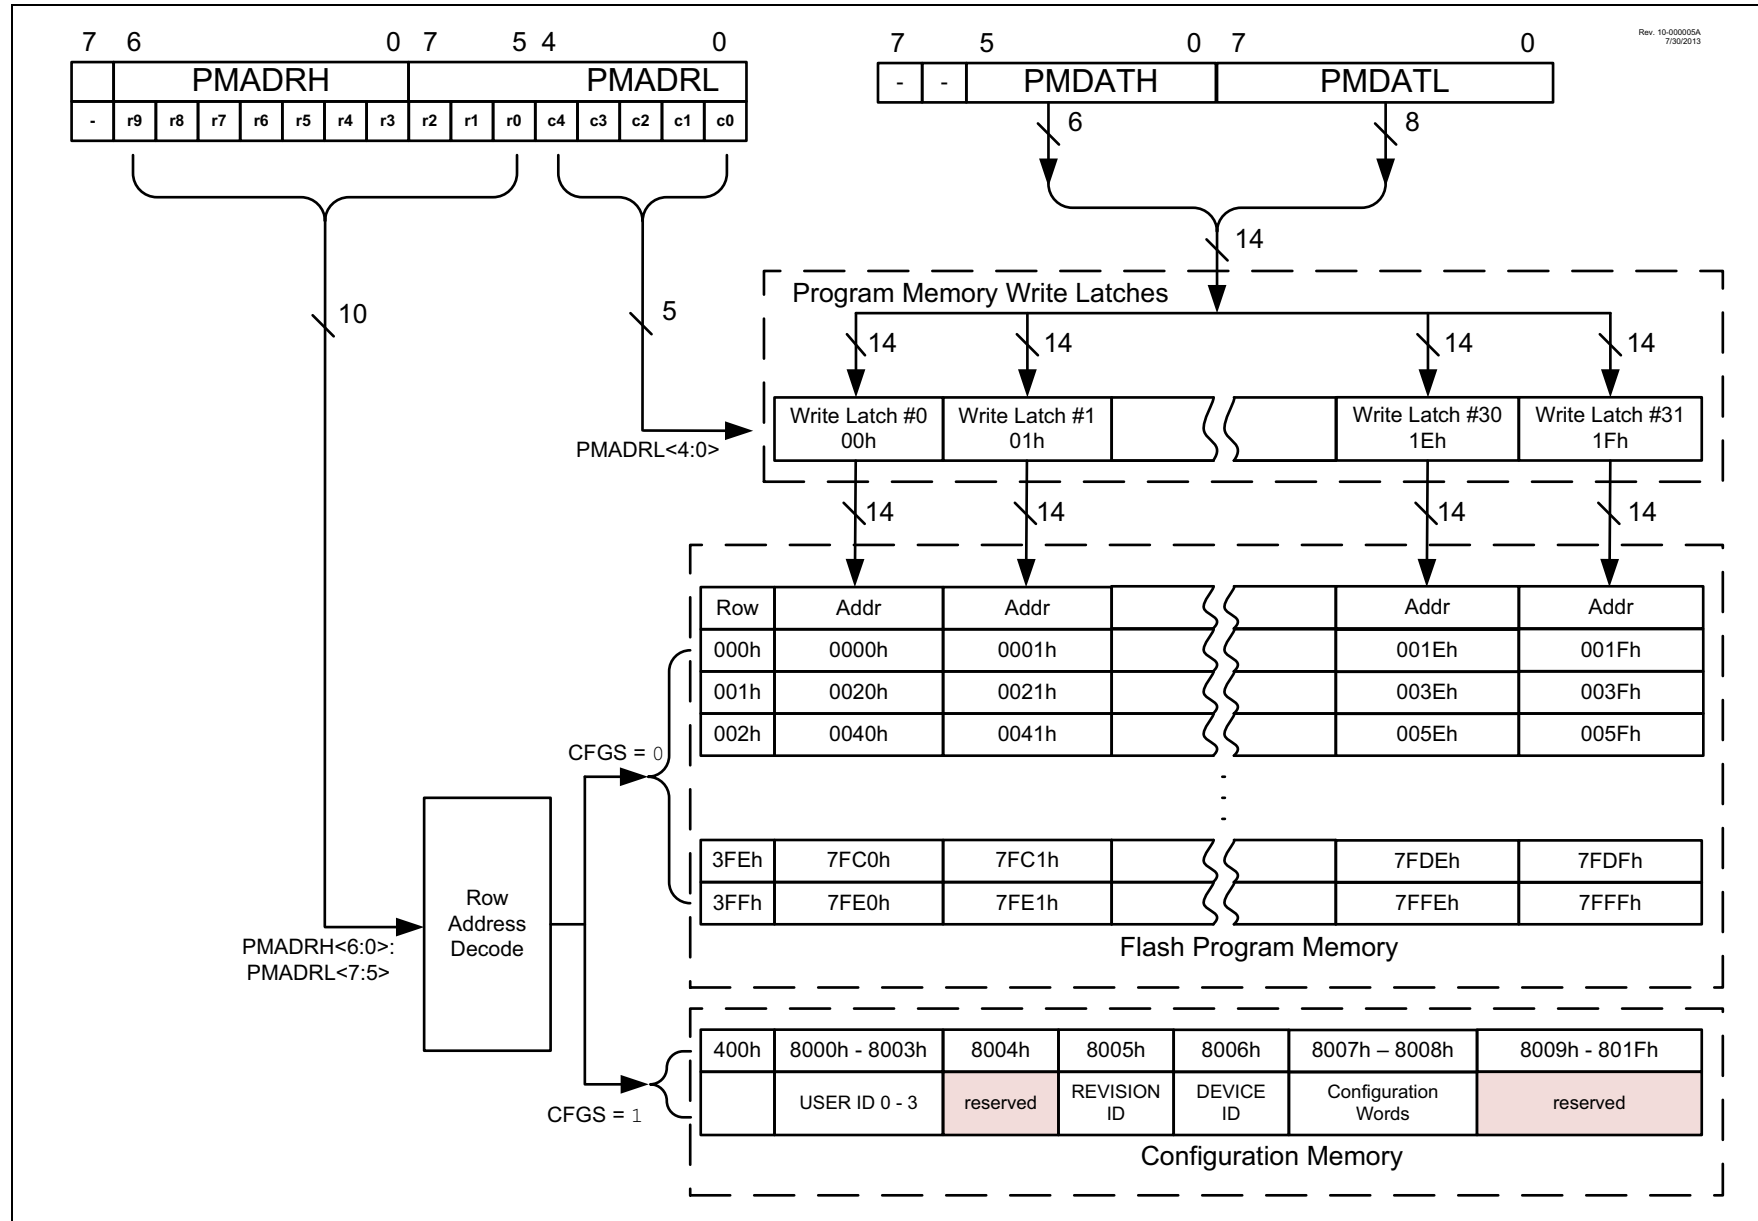 Rev. 10-000005A
7/30/2013
7 6 0 7 5 4 0
7 5 0 7 0
PMADRH PMADRL
- - PMDATH PMDATL
- r9 r8 r7 r6 r5 r4 r3 r2 r1 r0 c4 c3 c2 c1 c0
6 8
14
10
5
Program Memory Write Latches
14 14 14 14
Write Latch #0 Write Latch #1 Write Latch #30 Write Latch #31
00h 01h 1Eh 1Fh
PMADRL<4:0>
14 14 14 14
Row Addr Addr Addr Addr
000h 0000h 0001h 001Eh 001Fh
001h 0020h 0021h 003Eh 003Fh
002h 0040h 0041h 005Eh 005Fh
CFGS = 0
3FEh 7FC0h 7FC1h 7FDEh 7FDFh
3FFh 7FE0h 7FE1h 7FFEh 7FFFh
Flash Program Memory
Row
Address
Decode
PMADRH<6:0>:
PMADRL<7:5>
400h 8000h - 8003h 8004h 8005h 8006h 8007h – 8008h 8009h - 801Fh
USER ID 0 - 3 reserved REVISION ID DEVICE ID Configuration Words reserved
CFGS = 1
Configuration Memory